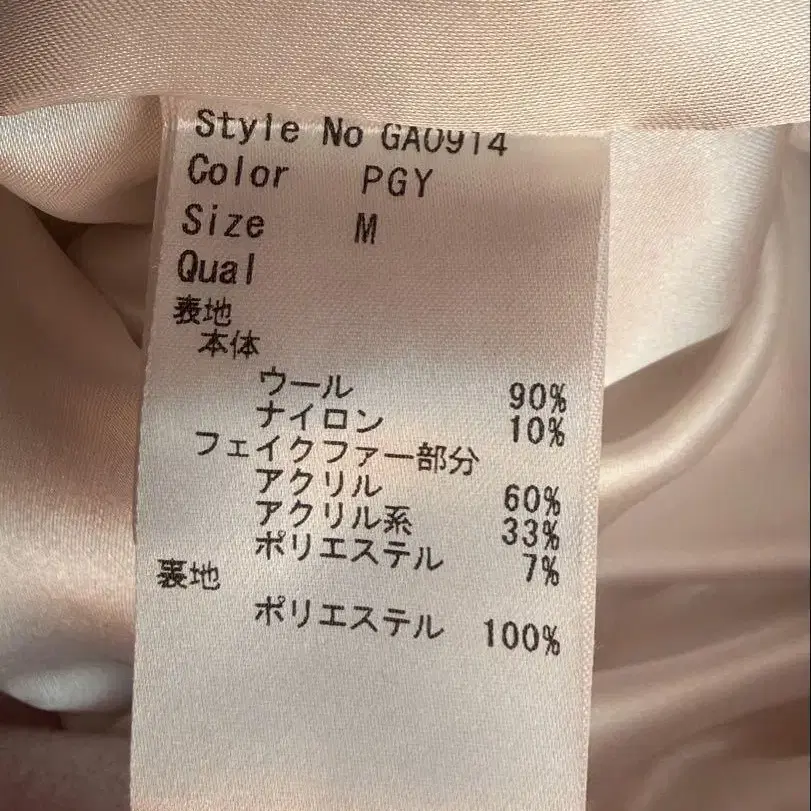 Style No GA0914
Color PGY
Size M
Qual
表地
本体
ウール 90%
ナイロン 10%
フェイクファー部分
アクリル 60%
アクリル系 33%
ポリエステル 7%
裏地
ポリエステル 100%